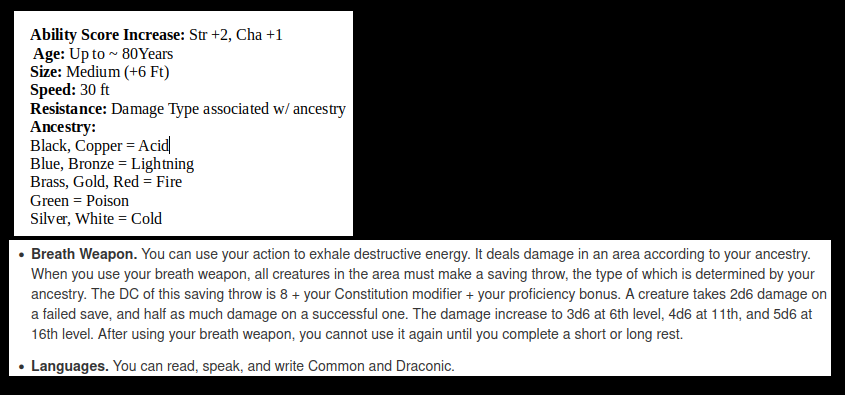 Ability Score Increase: Str +2, Cha +1
Age: Up to ~ 80Years
Size: Medium (+6 Ft)
Speed: 30 ft
Resistance: Damage Type associated w/ ancestry
Ancestry:
Black, Copper = Acid
Blue, Bronze = Lightning
Brass, Gold, Red = Fire
Green = Poison
Silver, White = Cold
• Breath Weapon. You can use your action to exhale destructive energy. It deals damage in an area according to your ancestry.
When you use your breath weapon, all creatures in the area must make a saving throw, the type of which is determined by your
ancestry. The DC of this saving throw is 8 + your Constitution modifier + your proficiency bonus. A creature takes 2d6 damage on
a failed save, and half as much damage on a successful one. The damage increase to 3d6 at 6th level, 4d6 at 11th, and 5d6 at
16th level. After using your breath weapon, you cannot use it again until you complete a short or long rest.
• Languages. You can read, speak, and write Common and Draconic.